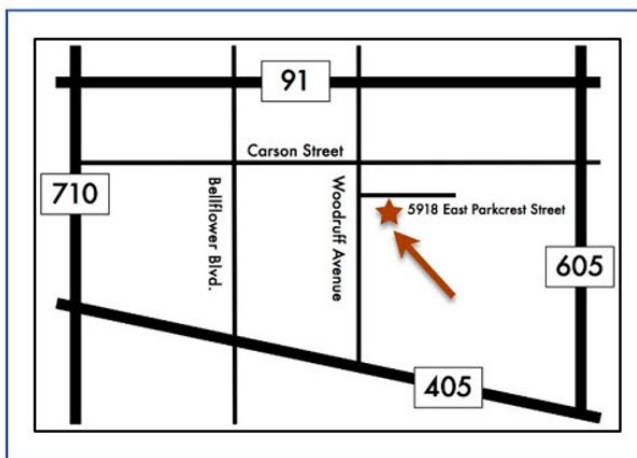 91
Carson Street
710
Bellflower Blvd.
Woodruff Avenue
5918 East Parkcrest Street
605
405